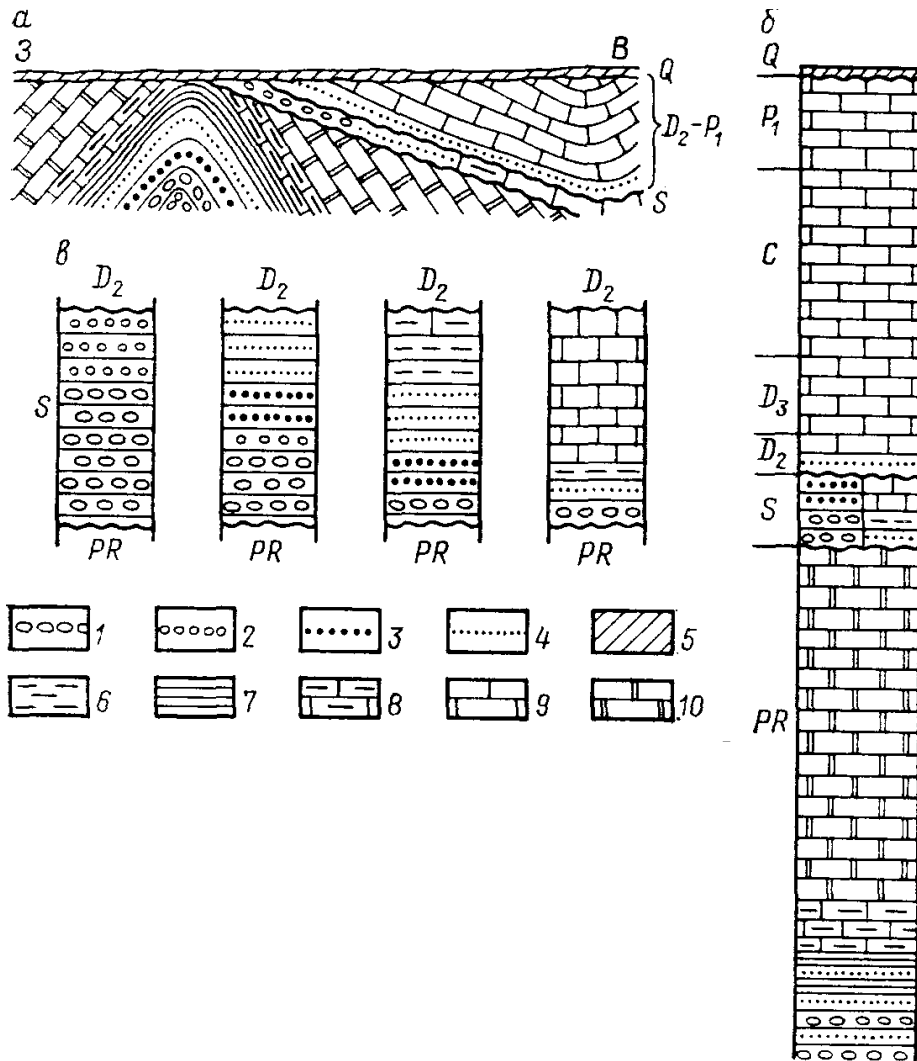 а
З В
Q
D₂–P₁
S
б
Q
P₁
C
D₃
D₂
S
PR
в
D₂ D₂ D₂ D₂
S
PR PR PR PR
1 2 3 4 5
6 7 8 9 10